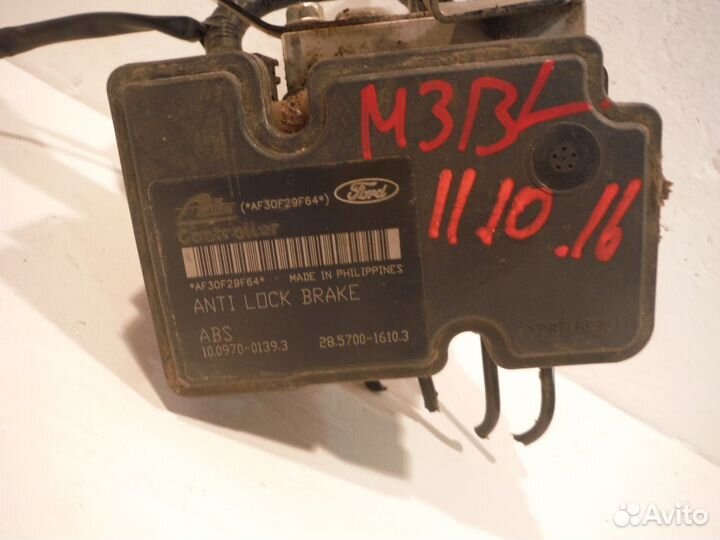 M3BL
11.10.16
Ate (*AF30F29F64*) Ford
Controller
*AF30F29F64* MADE IN PHILIPPINES
ANTI LOCK BRAKE
ABS
10.0970-0139.3 28.5700-1610.3
Avito